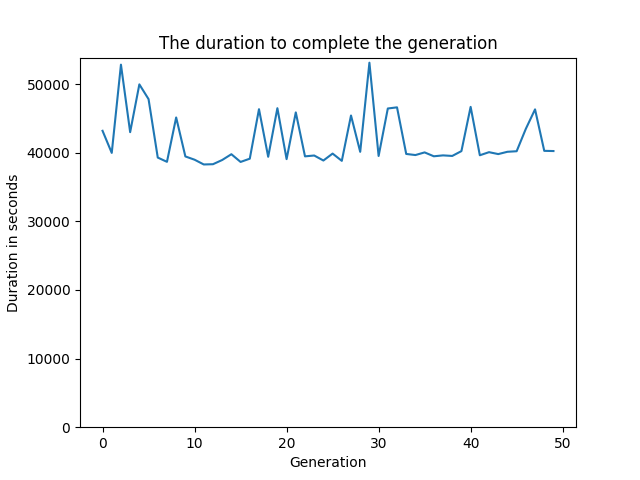 The duration to complete the generation
50000
40000
30000
20000
10000
0
Duration in seconds
0 10 20 30 40 50
Generation